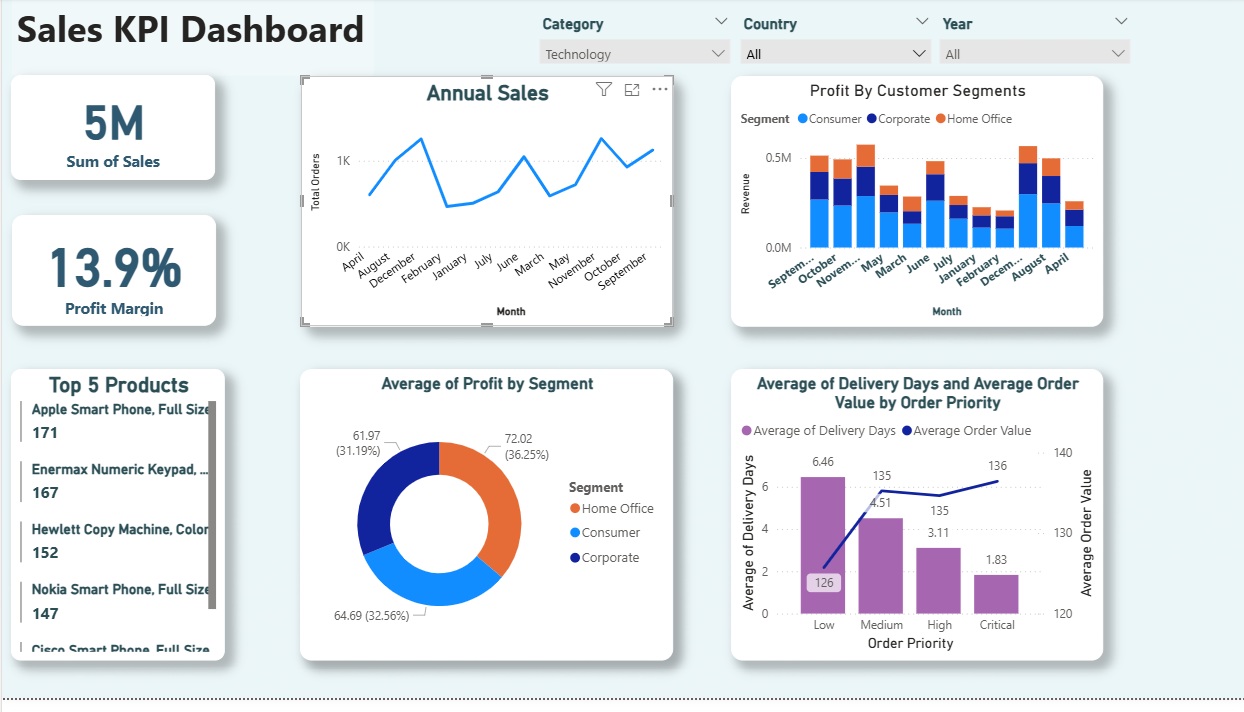 Sales KPI Dashboard
Category
Technology
Country
All
Year
All
5M
Sum of Sales
13.9%
Profit Margin
Annual Sales
Total Orders
1K
0K
April
August
December
February
January
July
June
March
May
November
October
September
Month
Profit By Customer Segments
Segment Consumer Corporate Home Office
Revenue
0.5M
0.0M
Septem...
October
Novem...
May
March
June
July
January
February
Decem...
August
April
Month
Top 5 Products
Apple Smart Phone, Full Size
171
Enermax Numeric Keypad, ...
167
Hewlett Copy Machine, Color
152
Nokia Smart Phone, Full Size
147
Cisco Smart Phone, Full Size
Average of Profit by Segment
61.97
(31.19%)
72.02
(36.25%)
64.69 (32.56%)
Segment
Home Office
Consumer
Corporate
Average of Delivery Days and Average Order
Value by Order Priority
Average of Delivery Days Average Order Value
Average of Delivery Days
6
4
2
0
6.46
4.51
3.11
1.83
126
135
135
136
140
130
120
Average Order Value
Low
Medium
High
Critical
Order Priority